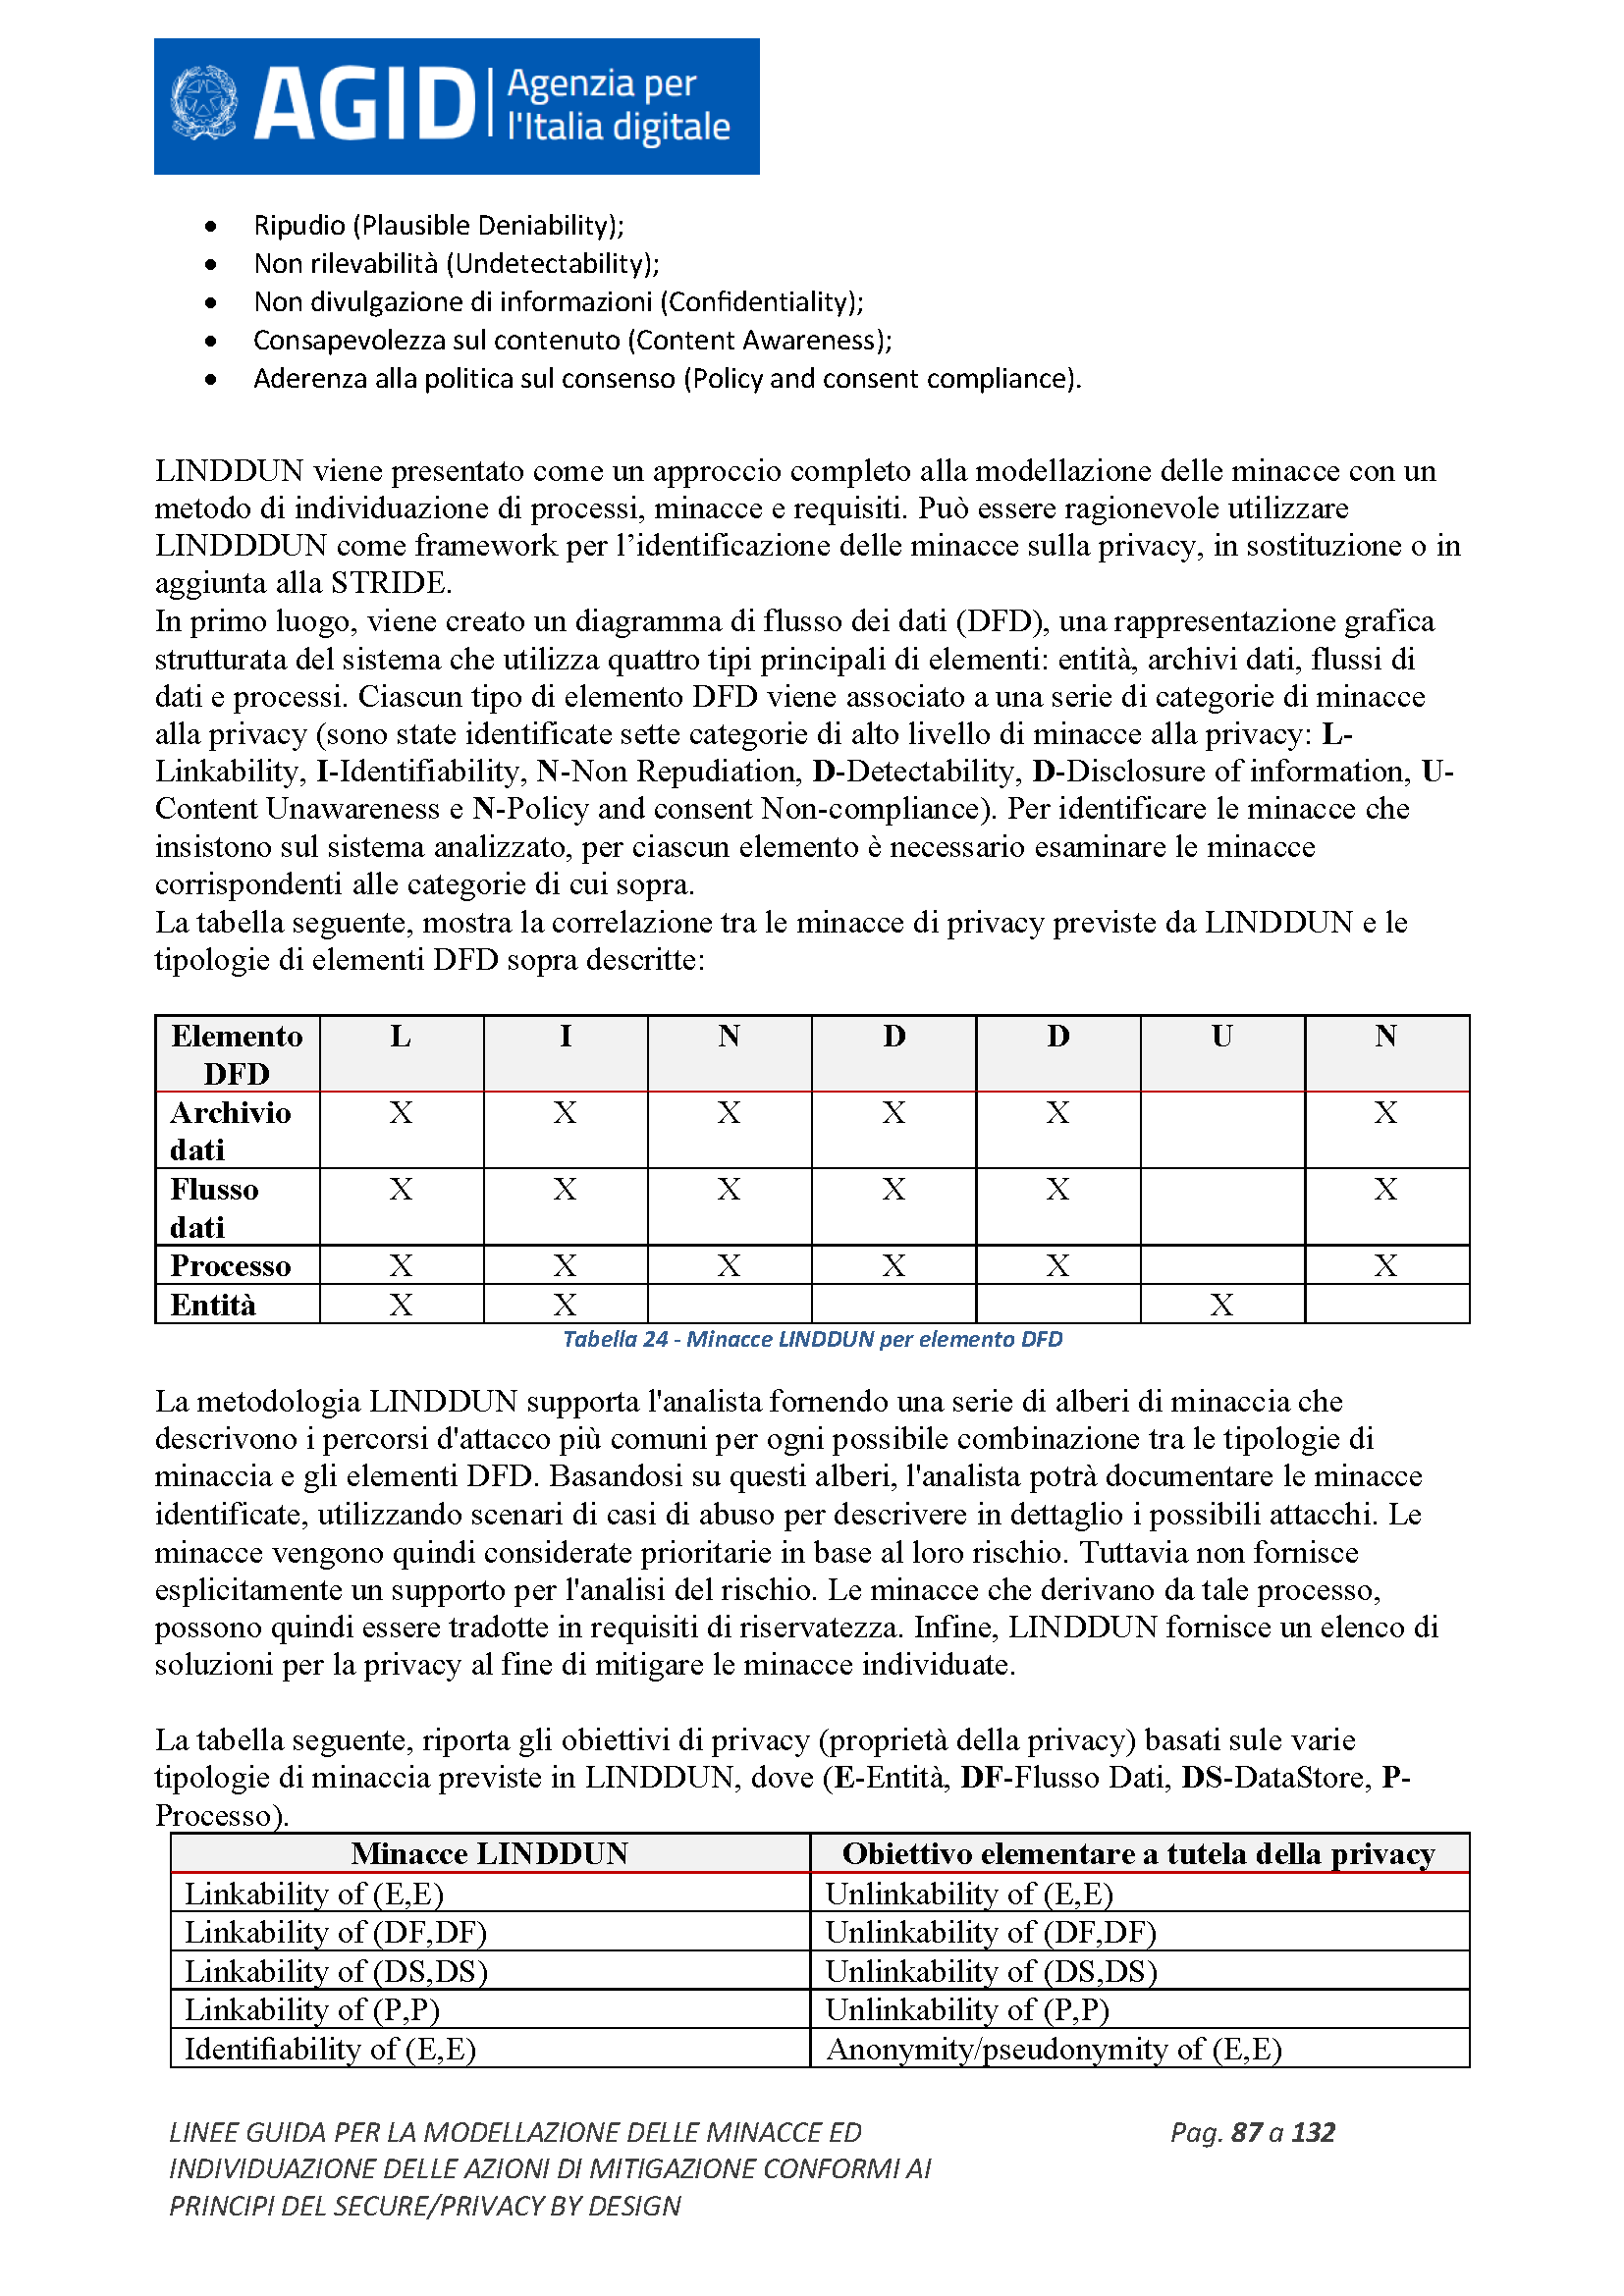 AGID
Agenzia per
l'Italia digitale
• Ripudio (Plausible Deniability);
• Non rilevabilità (Undetectability);
• Non divulgazione di informazioni (Confidentiality);
• Consapevolezza sul contenuto (Content Awareness);
• Aderenza alla politica sul consenso (Policy and consent compliance).
LINDDUN viene presentato come un approccio completo alla modellazione delle minacce con un
metodo di individuazione di processi, minacce e requisiti. Può essere ragionevole utilizzare
LINDDDUN come framework per l’identificazione delle minacce sulla privacy, in sostituzione o in
aggiunta alla STRIDE.
In primo luogo, viene creato un diagramma di flusso dei dati (DFD), una rappresentazione grafica
strutturata del sistema che utilizza quattro tipi principali di elementi: entità, archivi dati, flussi di
dati e processi. Ciascun tipo di elemento DFD viene associato a una serie di categorie di minacce
alla privacy (sono state identificate sette categorie di alto livello di minacce alla privacy: L-
Linkability, I-Identifiability, N-Non Repudiation, D-Detectability, D-Disclosure of information, U-
Content Unawareness e N-Policy and consent Non-compliance). Per identificare le minacce che
insistono sul sistema analizzato, per ciascun elemento è necessario esaminare le minacce
corrispondenti alle categorie di cui sopra.
La tabella seguente, mostra la correlazione tra le minacce di privacy previste da LINDDUN e le
tipologie di elementi DFD sopra descritte:
Elemento DFD L I N D D U N
Archivio dati X X X X X X
Flusso dati X X X X X X
Processo X X X X X X
Entità X X X
Tabella 24 - Minacce LINDDUN per elemento DFD
La metodologia LINDDUN supporta l'analista fornendo una serie di alberi di minaccia che
descrivono i percorsi d'attacco più comuni per ogni possibile combinazione tra le tipologie di
minaccia e gli elementi DFD. Basandosi su questi alberi, l'analista potrà documentare le minacce
identificate, utilizzando scenari di casi di abuso per descrivere in dettaglio i possibili attacchi. Le
minacce vengono quindi considerate prioritarie in base al loro rischio. Tuttavia non fornisce
esplicitamente un supporto per l'analisi del rischio. Le minacce che derivano da tale processo,
possono quindi essere tradotte in requisiti di riservatezza. Infine, LINDDUN fornisce un elenco di
soluzioni per la privacy al fine di mitigare le minacce individuate.
La tabella seguente, riporta gli obiettivi di privacy (proprietà della privacy) basati sule varie
tipologie di minaccia previste in LINDDUN, dove (E-Entità, DF-Flusso Dati, DS-DataStore, P-
Processo).
Minacce LINDDUN Obiettivo elementare a tutela della privacy
Linkability of (E,E) Unlinkability of (E,E)
Linkability of (DF,DF) Unlinkability of (DF,DF)
Linkability of (DS,DS) Unlinkability of (DS,DS)
Linkability of (P,P) Unlinkability of (P,P)
Identifiability of (E,E) Anonymity/pseudonymity of (E,E)
LINEE GUIDA PER LA MODELLAZIONE DELLE MINACCE ED Pag. 87 a 132
INDIVIDUAZIONE DELLE AZIONI DI MITIGAZIONE CONFORMI AI
PRINCIPI DEL SECURE/PRIVACY BY DESIGN